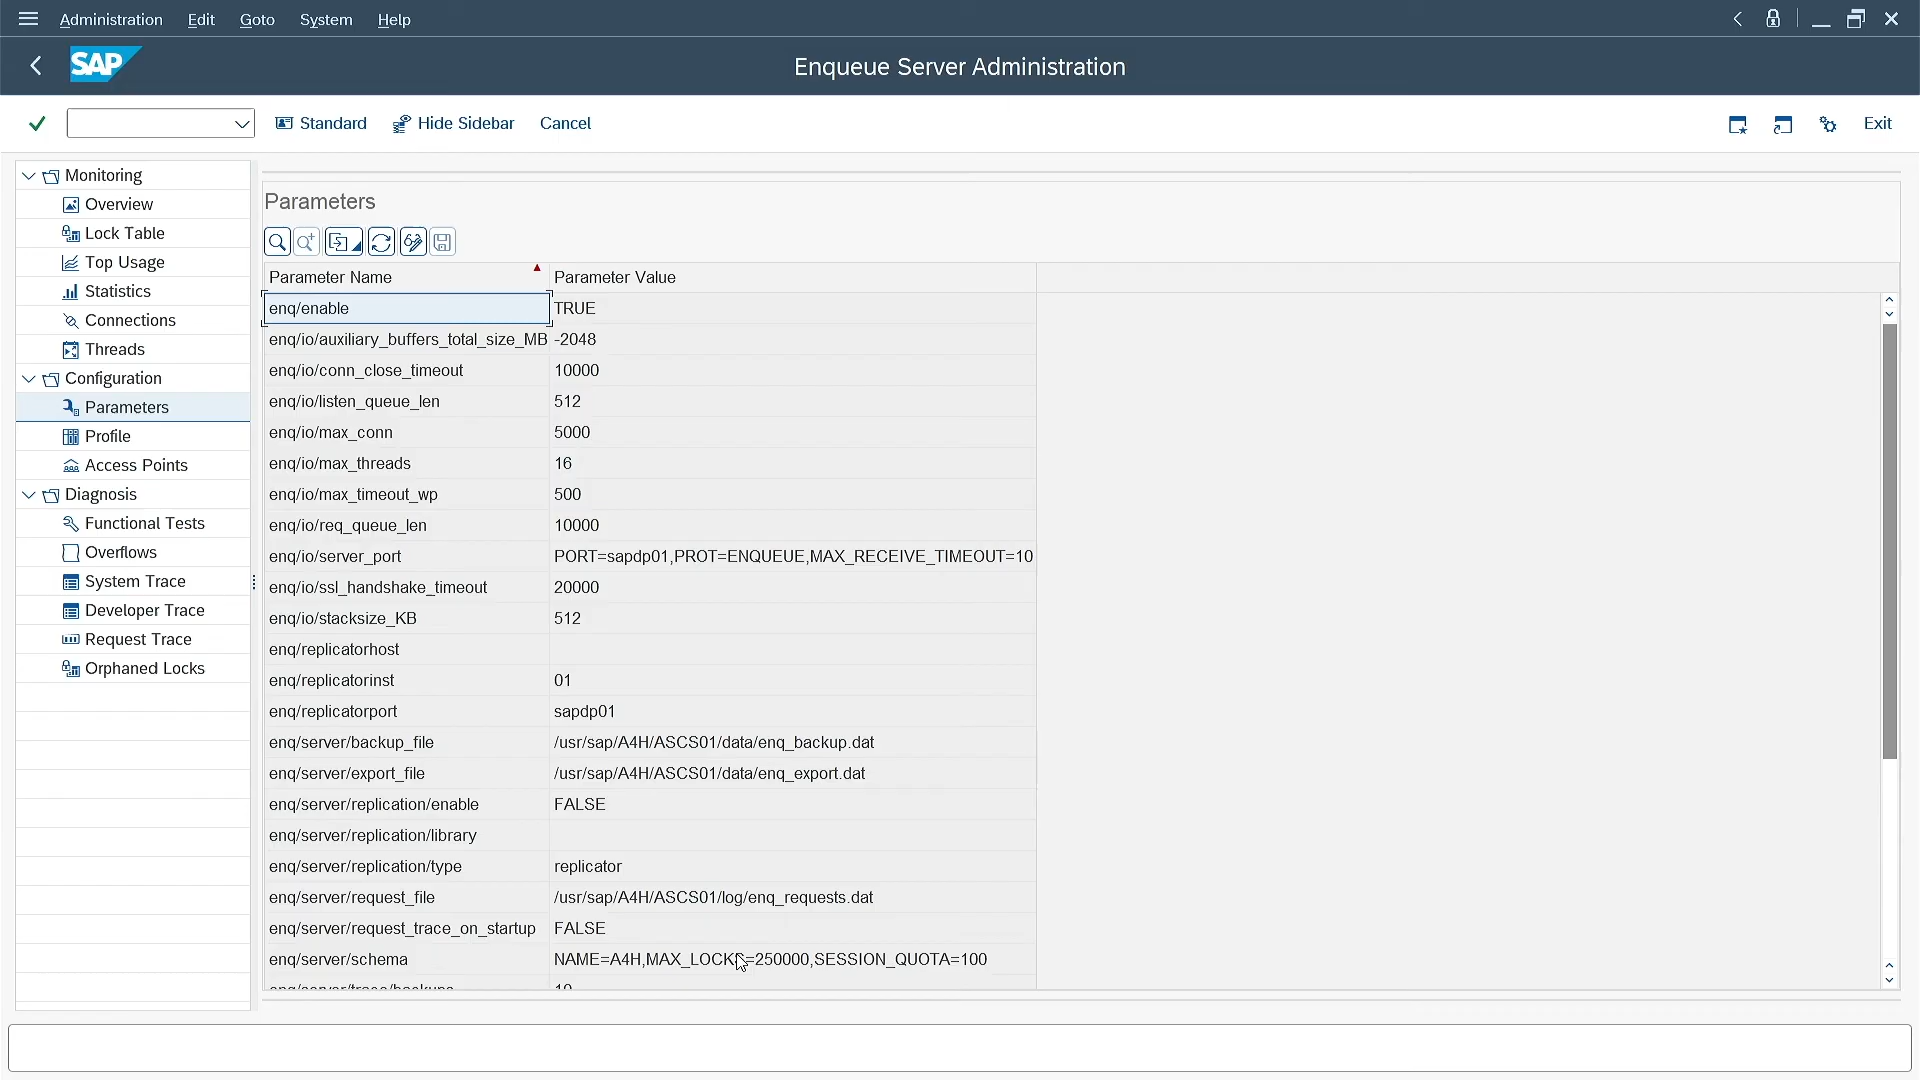 Administration Edit Goto System Help
SAP Enqueue Server Administration
Standard Hide Sidebar Cancel Exit
Monitoring
Overview
Lock Table
Top Usage
Statistics
Connections
Threads
Configuration
Parameters
Profile
Access Points
Diagnosis
Functional Tests
Overflows
System Trace
Developer Trace
Request Trace
Orphaned Locks
Parameters
Parameter Name Parameter Value
enq/enable TRUE
enq/io/auxiliary_buffers_total_size_MB -2048
enq/io/conn_close_timeout 10000
enq/io/listen_queue_len 512
enq/io/max_conn 5000
enq/io/max_threads 16
enq/io/max_timeout_wp 500
enq/io/req_queue_len 10000
enq/io/server_port PORT=sapdp01,PROT=ENQUEUE,MAX_RECEIVE_TIMEOUT=10
enq/io/ssl_handshake_timeout 20000
enq/io/stacksize_KB 512
enq/replicatorhost
enq/replicatorinst 01
enq/replicatorport sapdp01
enq/server/backup_file /usr/sap/A4H/ASCS01/data/enq_backup.dat
enq/server/export_file /usr/sap/A4H/ASCS01/data/enq_export.dat
enq/server/replication/enable FALSE
enq/server/replication/library
enq/server/replication/type replicator
enq/server/request_file /usr/sap/A4H/ASCS01/log/enq_requests.dat
enq/server/request_trace_on_startup FALSE
enq/server/schema NAME=A4H,MAX_LOCKS=250000,SESSION_QUOTA=100
enq/server/trace/backups 10